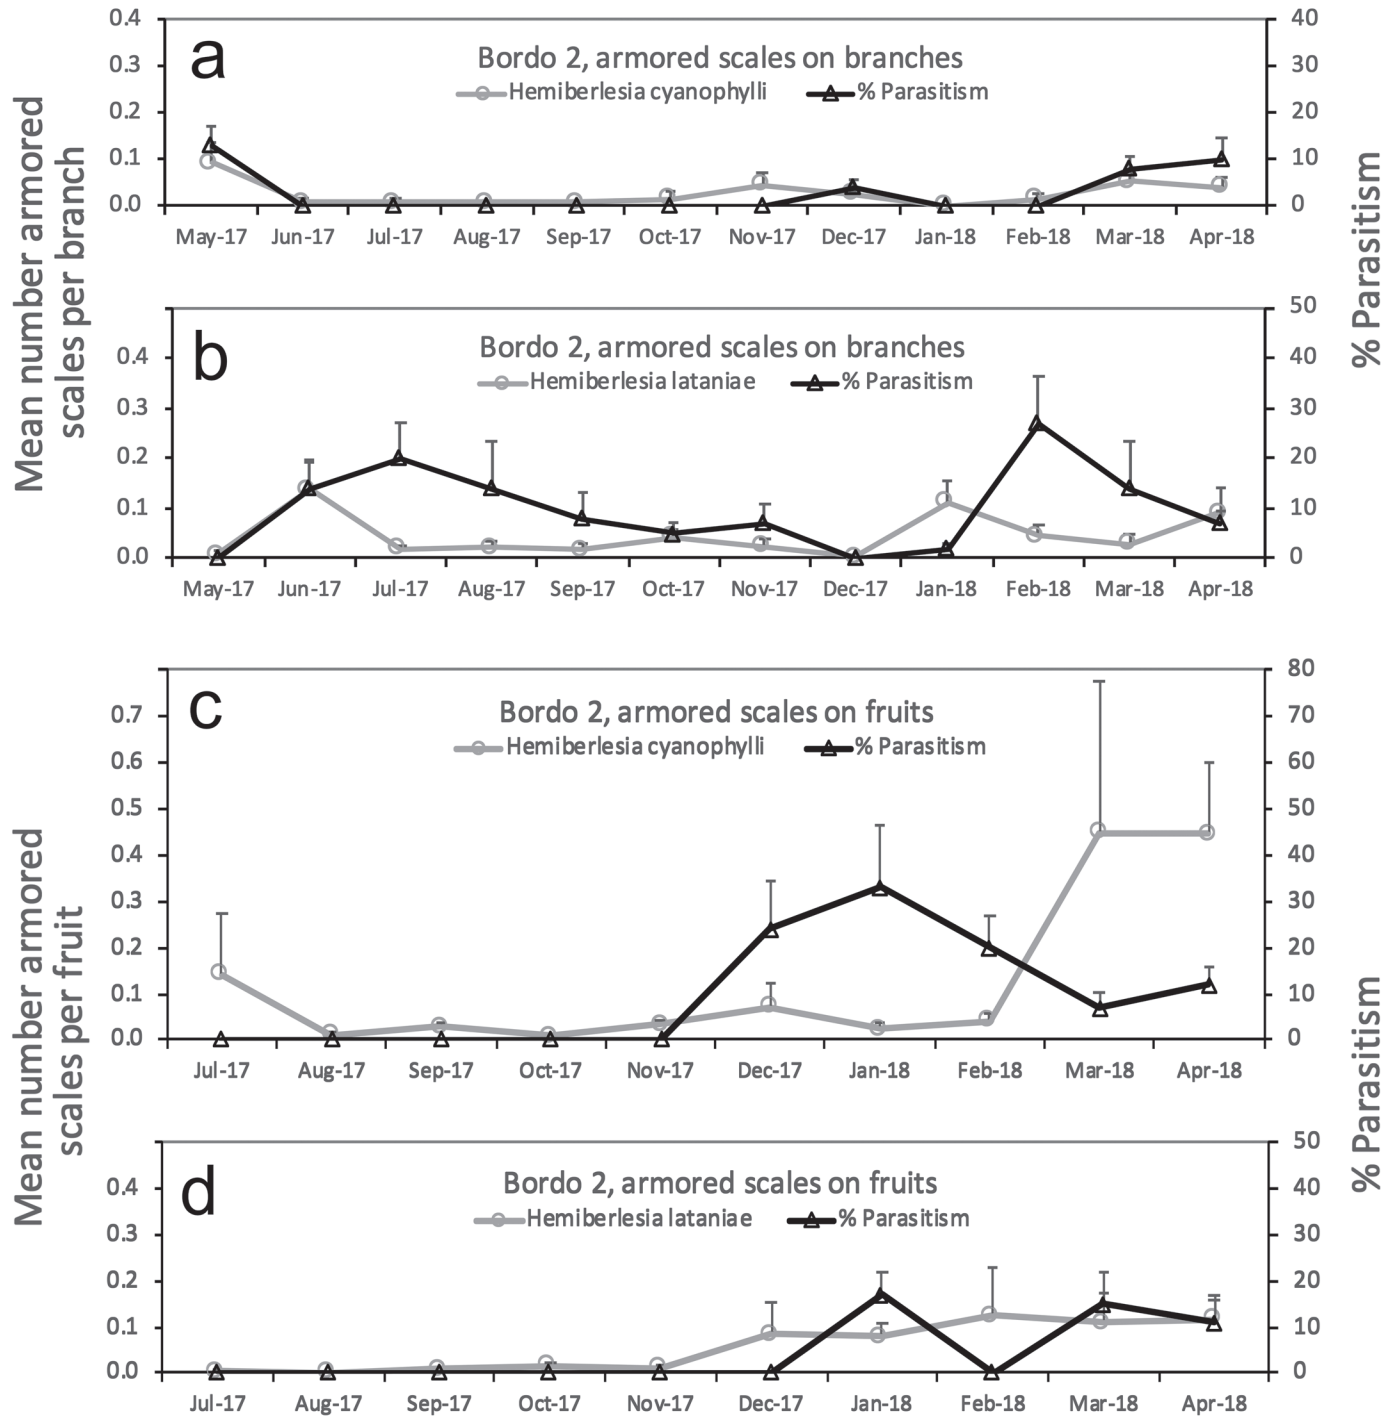 Mean number armored
scales per branch
% Parasitism
a
Bordo 2, armored scales on branches
Hemiberlesia cyanophylli % Parasitism
0.4 40
0.3 30
0.2 20
0.1 10
0.0 0
May-17 Jun-17 Jul-17 Aug-17 Sep-17 Oct-17 Nov-17 Dec-17 Jan-18 Feb-18 Mar-18 Apr-18
b
Bordo 2, armored scales on branches
Hemiberlesia lataniae % Parasitism
50
0.4 40
0.3 30
0.2 20
0.1 10
0.0 0
May-17 Jun-17 Jul-17 Aug-17 Sep-17 Oct-17 Nov-17 Dec-17 Jan-18 Feb-18 Mar-18 Apr-18
Mean number armored
scales per fruit
% Parasitism
c
Bordo 2, armored scales on fruits
Hemiberlesia cyanophylli % Parasitism
80
0.7 70
0.6 60
0.5 50
0.4 40
0.3 30
0.2 20
0.1 10
0.0 0
Jul-17 Aug-17 Sep-17 Oct-17 Nov-17 Dec-17 Jan-18 Feb-18 Mar-18 Apr-18
d
Bordo 2, armored scales on fruits
Hemiberlesia lataniae % Parasitism
50
0.4 40
0.3 30
0.2 20
0.1 10
0.0 0
Jul-17 Aug-17 Sep-17 Oct-17 Nov-17 Dec-17 Jan-18 Feb-18 Mar-18 Apr-18